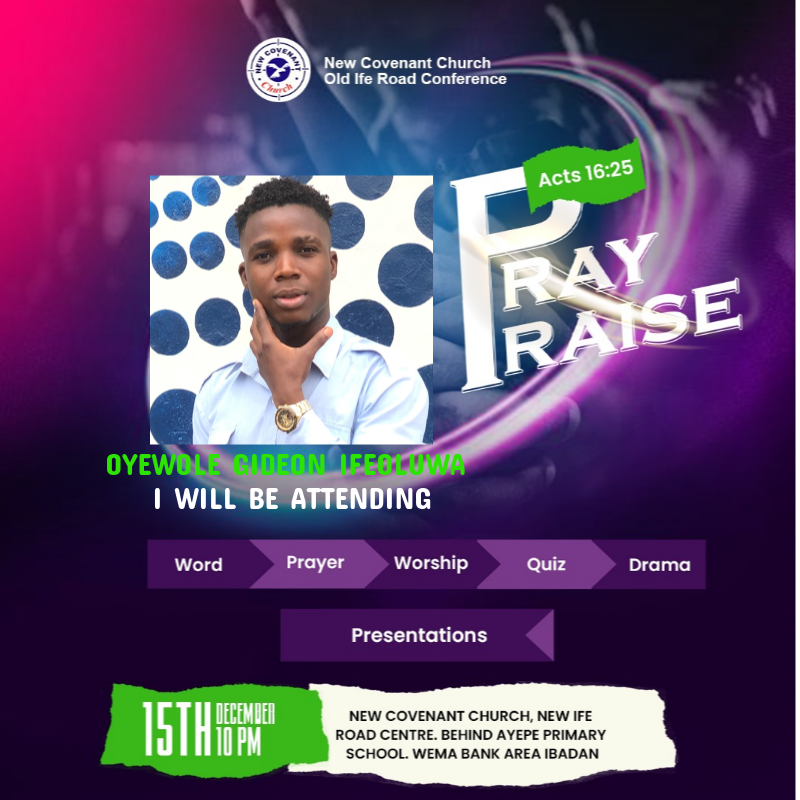 NEW COVENANT
Church
New Covenant Church
Old Ife Road Conference
Acts 16:25
PRAY
PRAISE
OYEWOLE GIDEON IFEOLUWA
I WILL BE ATTENDING
Word Prayer Worship Quiz Drama
Presentations
15TH DECEMBER
10 PM
NEW COVENANT CHURCH, NEW IFE
ROAD CENTRE. BEHIND AYEPE PRIMARY
SCHOOL. WEMA BANK AREA IBADAN